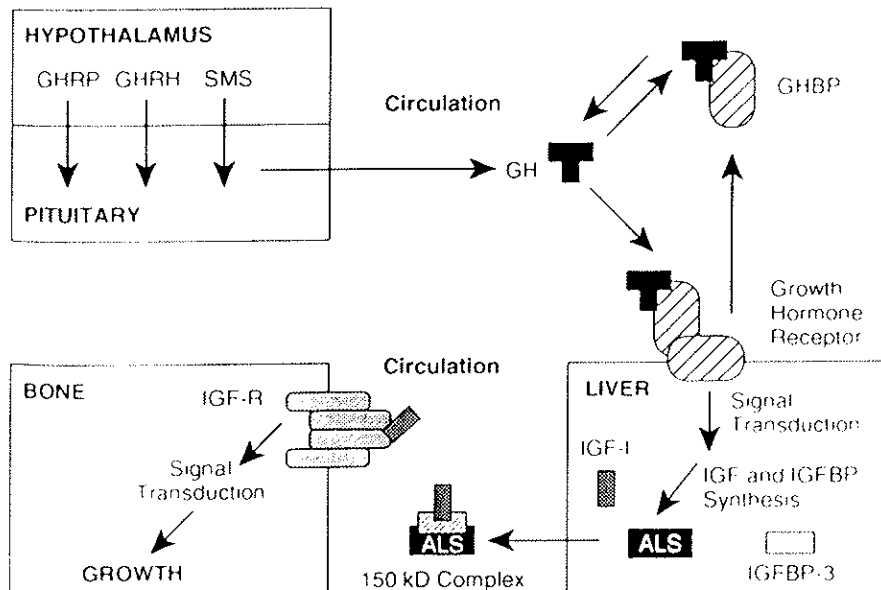 HYPOTHALAMUS
GHRP GHRH SMS
PITUITARY
Circulation
GH
GHBP
Growth
Hormone
Receptor
Circulation
BONE
IGF-R
Signal
Transduction
GROWTH
ALS
150 kD Complex
LIVER
Signal
Transduction
IGF-I
IGF and IGFBP
Synthesis
ALS
IGFBP-3